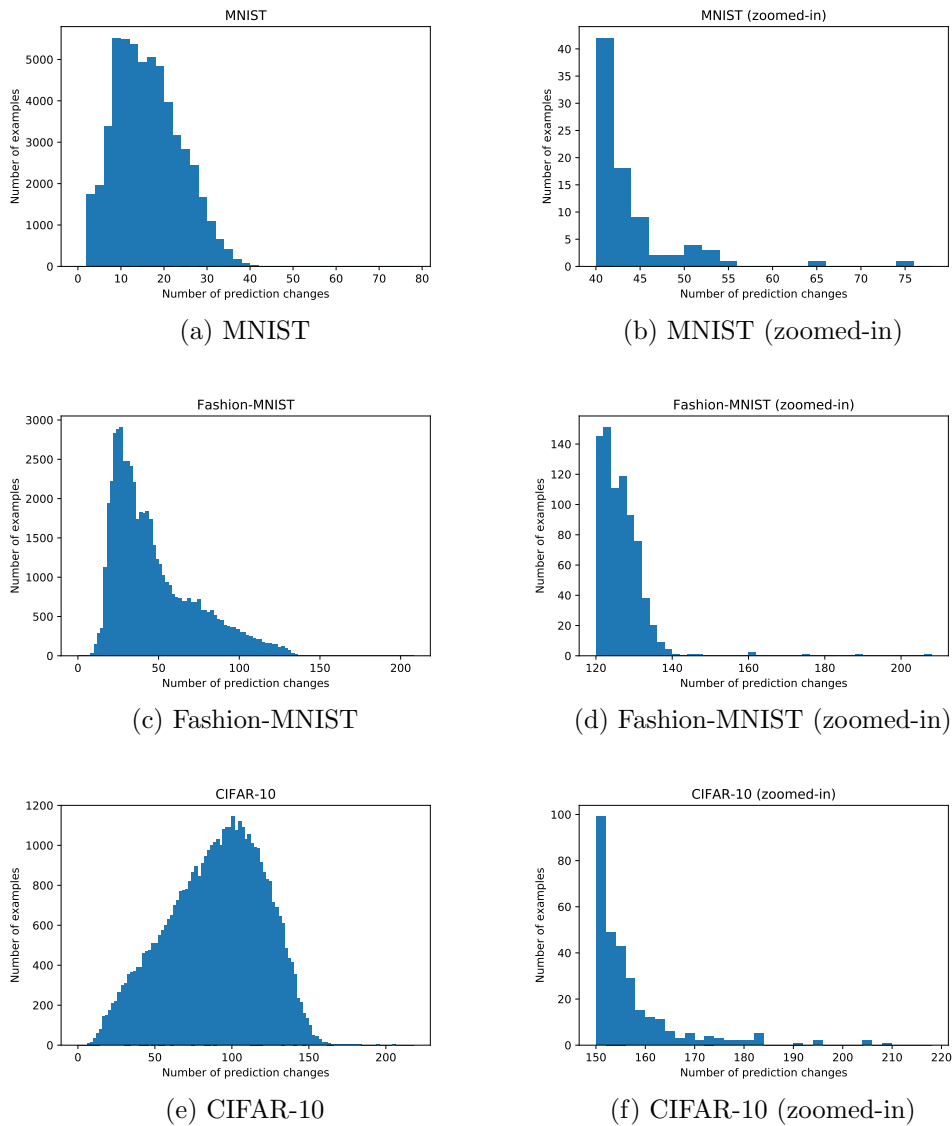 MNIST
5000
4000
3000
2000
1000
0
Number of examples
0 10 20 30 40 50 60 70 80
Number of prediction changes
(a) MNIST
MNIST (zoomed-in)
40
35
30
25
20
15
10
5
0
Number of examples
40 45 50 55 60 65 70 75
Number of prediction changes
(b) MNIST (zoomed-in)
Fashion-MNIST
3000
2500
2000
1500
1000
500
0
Number of examples
0 50 100 150 200
Number of prediction changes
(c) Fashion-MNIST
Fashion-MNIST (zoomed-in)
140
120
100
80
60
40
20
0
Number of examples
120 140 160 180 200
Number of prediction changes
(d) Fashion-MNIST (zoomed-in)
CIFAR-10
1200
1000
800
600
400
200
0
Number of examples
0 50 100 150 200
Number of prediction changes
(e) CIFAR-10
CIFAR-10 (zoomed-in)
100
80
60
40
20
0
Number of examples
150 160 170 180 190 200 210 220
Number of prediction changes
(f) CIFAR-10 (zoomed-in)